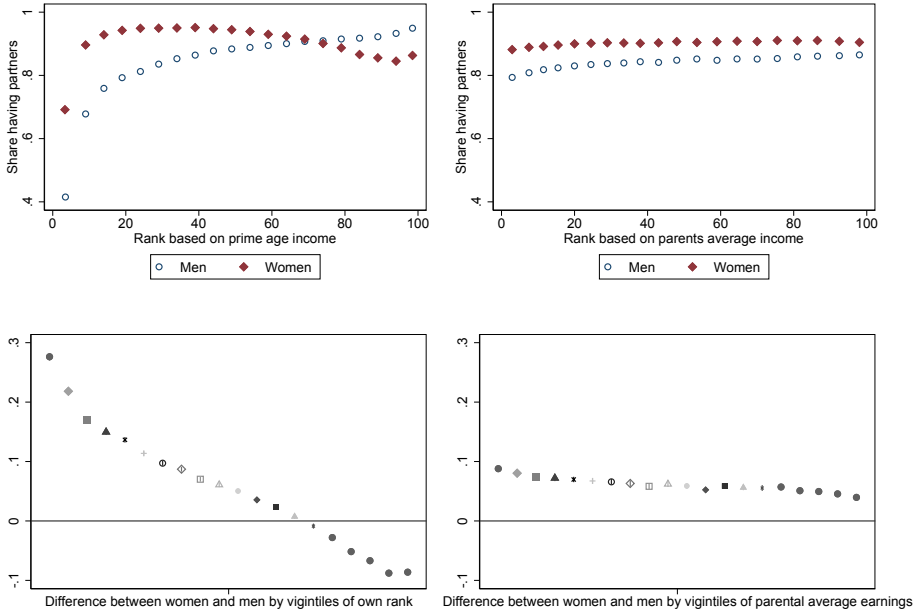 Share having partners
1
.8
.6
.4
0 20 40 60 80 100
Rank based on prime age income
Men Women
Share having partners
1
.8
.6
.4
0 20 40 60 80 100
Rank based on parents average income
Men Women
.3
.2
.1
0
-.1
Difference between women and men by vigintiles of own rank
.3
.2
.1
0
-.1
Difference between women and men by vigintiles of parental average earnings